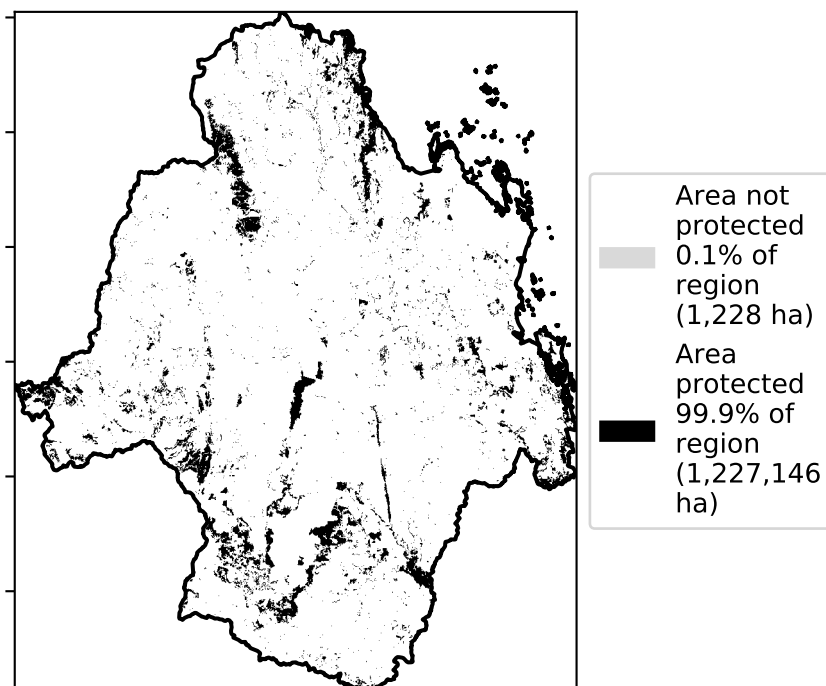 Area not
protected
0.1% of
region
(1,228 ha)
Area
protected
99.9% of
region
(1,227,146
ha)